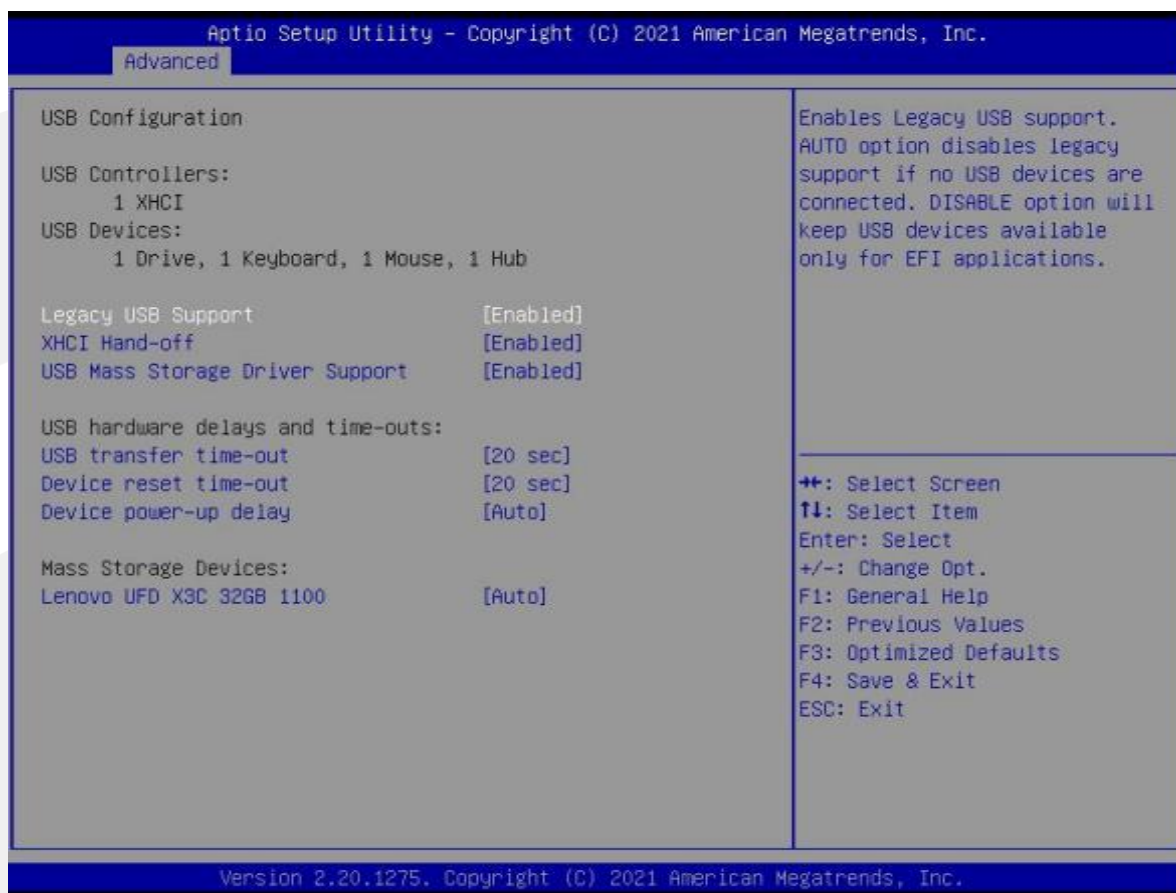 Aptio Setup Utility – Copyright (C) 2021 American Megatrends, Inc.
Advanced
USB Configuration
USB Controllers:
1 XHCI
USB Devices:
1 Drive, 1 Keyboard, 1 Mouse, 1 Hub
Legacy USB Support [Enabled]
XHCI Hand-off [Enabled]
USB Mass Storage Driver Support [Enabled]
USB hardware delays and time-outs:
USB transfer time-out [20 sec]
Device reset time-out [20 sec]
Device power-up delay [Auto]
Mass Storage Devices:
Lenovo UFD X3C 32GB 1100 [Auto]
Enables Legacy USB support.
AUTO option disables legacy
support if no USB devices are
connected. DISABLE option will
keep USB devices available
only for EFI applications.
→←: Select Screen
↑↓: Select Item
Enter: Select
+/-: Change Opt.
F1: General Help
F2: Previous Values
F3: Optimized Defaults
F4: Save & Exit
ESC: Exit
Version 2.20.1275. Copyright (C) 2021 American Megatrends, Inc.